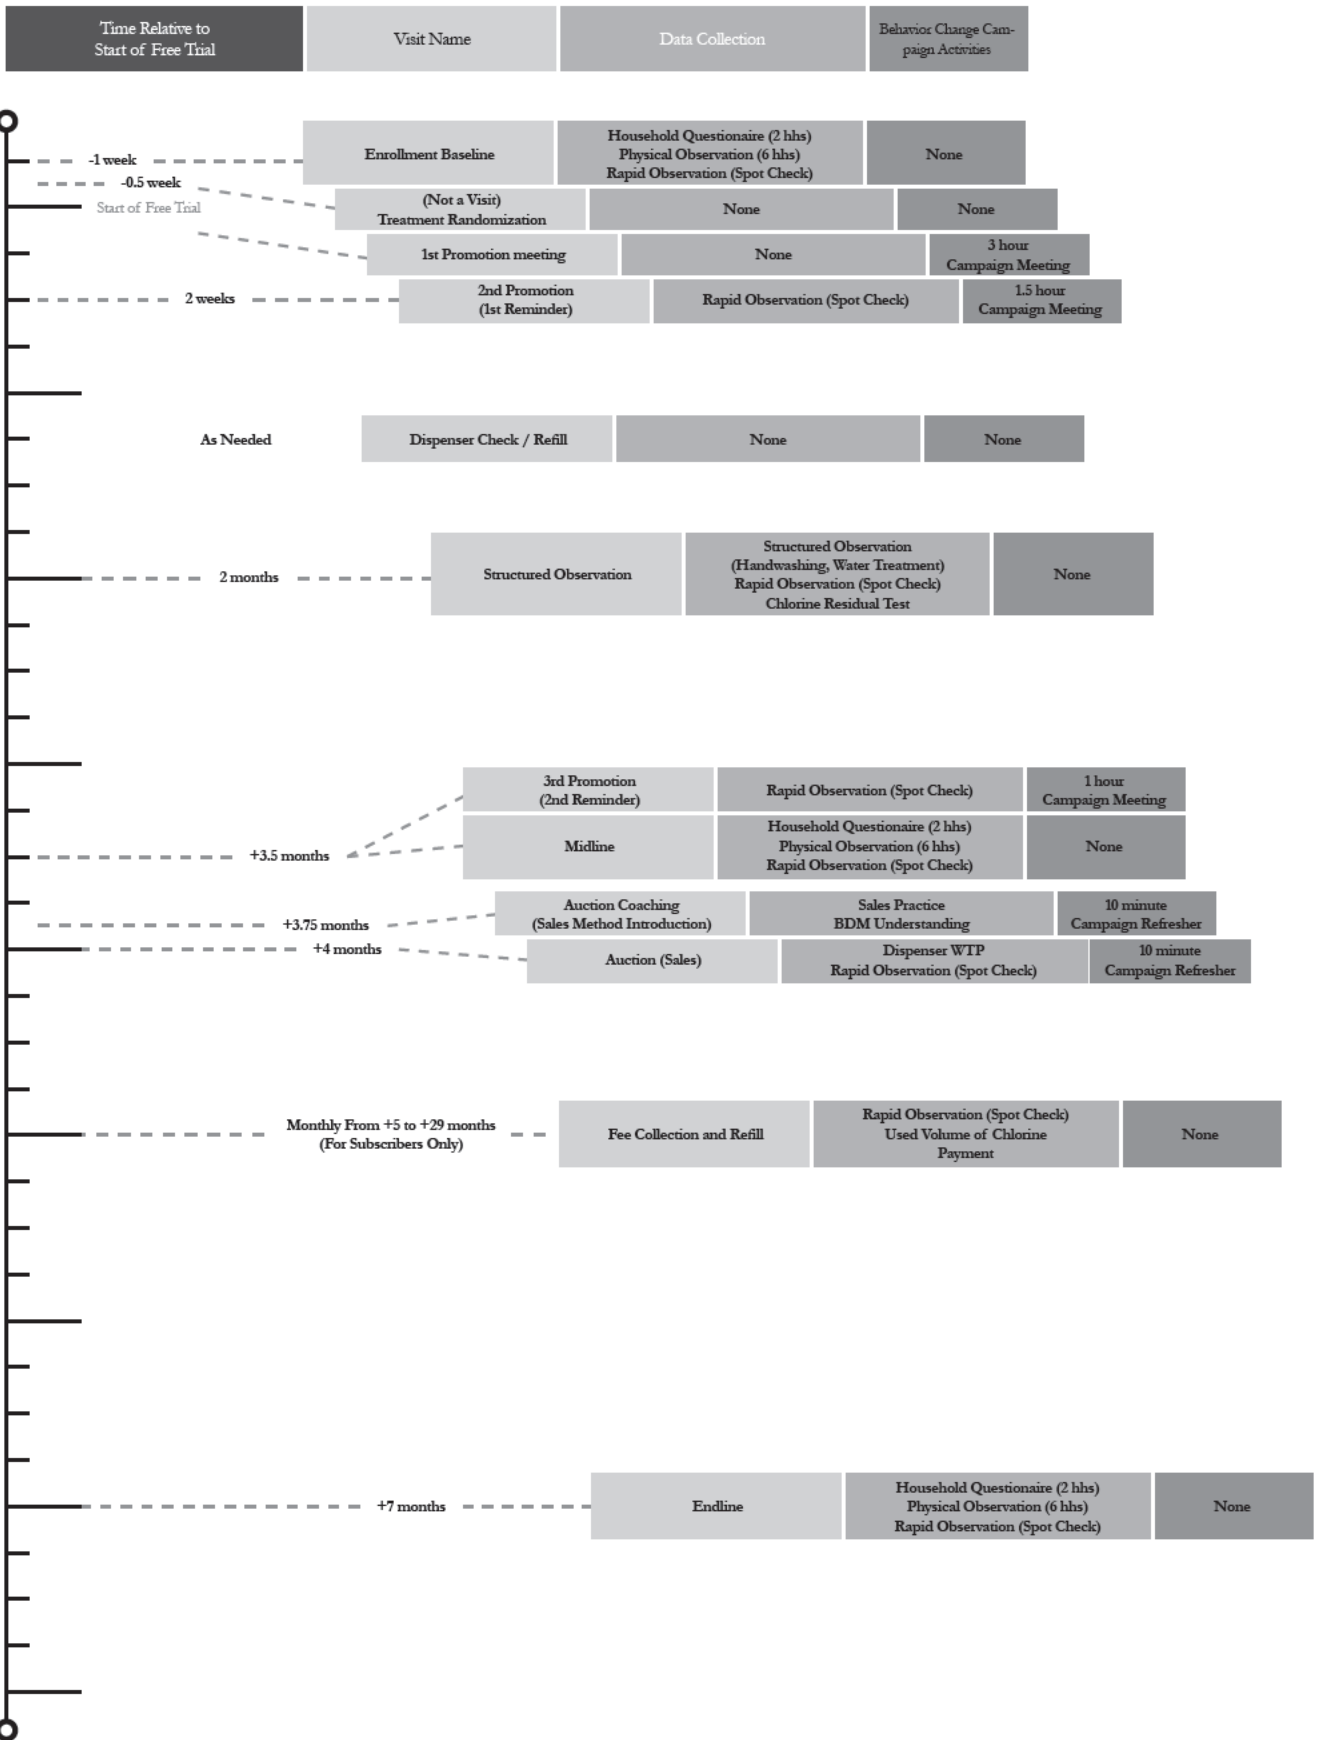 Time Relative to
Start of Free Trial
Visit Name
Data Collection
Behavior Change Cam-
paign Activities
-1 week
Enrollment Baseline
Household Questionaire (2 hhs)
Physical Observation (6 hhs)
Rapid Observation (Spot Check)
None
-0.5 week
(Not a Visit)
Treatment Randomization
None
None
Start of Free Trial
1st Promotion meeting
None
3 hour
Campaign Meeting
2 weeks
2nd Promotion
(1st Reminder)
Rapid Observation (Spot Check)
1.5 hour
Campaign Meeting
As Needed
Dispenser Check / Refill
None
None
2 months
Structured Observation
Structured Observation
(Handwashing, Water Treatment)
Rapid Observation (Spot Check)
Chlorine Residual Test
None
3rd Promotion
(2nd Reminder)
Rapid Observation (Spot Check)
1 hour
Campaign Meeting
+3.5 months
Midline
Household Questionaire (2 hhs)
Physical Observation (6 hhs)
Rapid Observation (Spot Check)
None
+3.75 months
Auction Coaching
(Sales Method Introduction)
Sales Practice
BDM Understanding
10 minute
Campaign Refresher
+4 months
Auction (Sales)
Dispenser WTP
Rapid Observation (Spot Check)
10 minute
Campaign Refresher
Monthly From +5 to +29 months
(For Subscribers Only)
Fee Collection and Refill
Rapid Observation (Spot Check)
Used Volume of Chlorine
Payment
None
+7 months
Endline
Household Questionaire (2 hhs)
Physical Observation (6 hhs)
Rapid Observation (Spot Check)
None